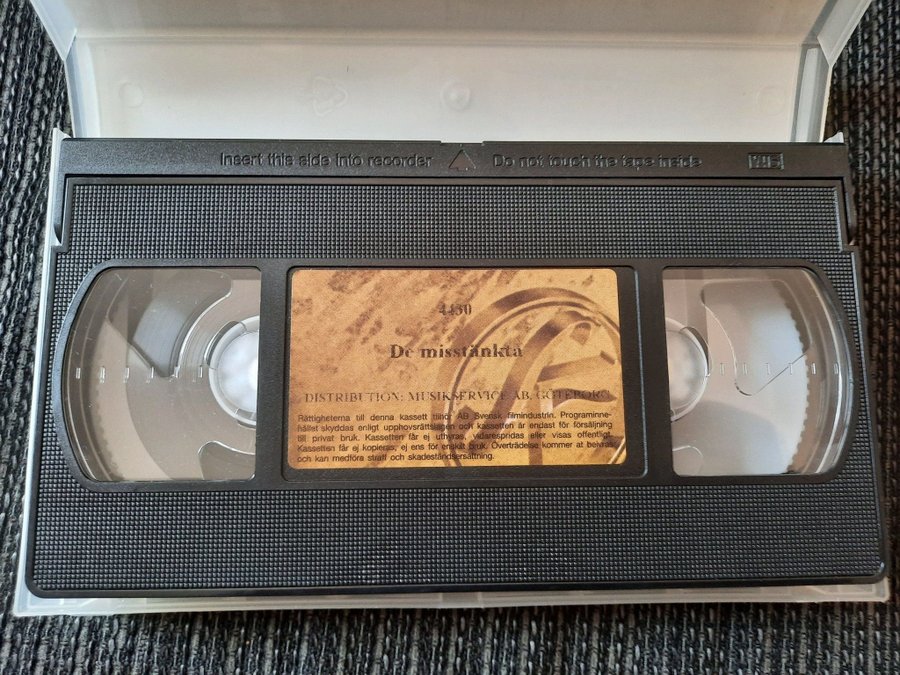 Insert this side into recorder △ Do not touch the tape inside VHS
4430
De misstänkta
DISTRIBUTION: MUSIKSERVICE AB, GÖTEBORG
Rättigheterna till denna kassett tillhör AB Svensk filmindustrin. Programinne-
hållet skyddas enligt upphovsrättslagen och kassetten är endast för försäljning
till privat bruk. Kassetten får ej uthyras, vidarespridas eller visas offentligt.
Kassetten får ej kopieras, ej ens för enskilt bruk. Överträdelse kommer at beivras
och kan medföra straff och skadeståndsersättning.